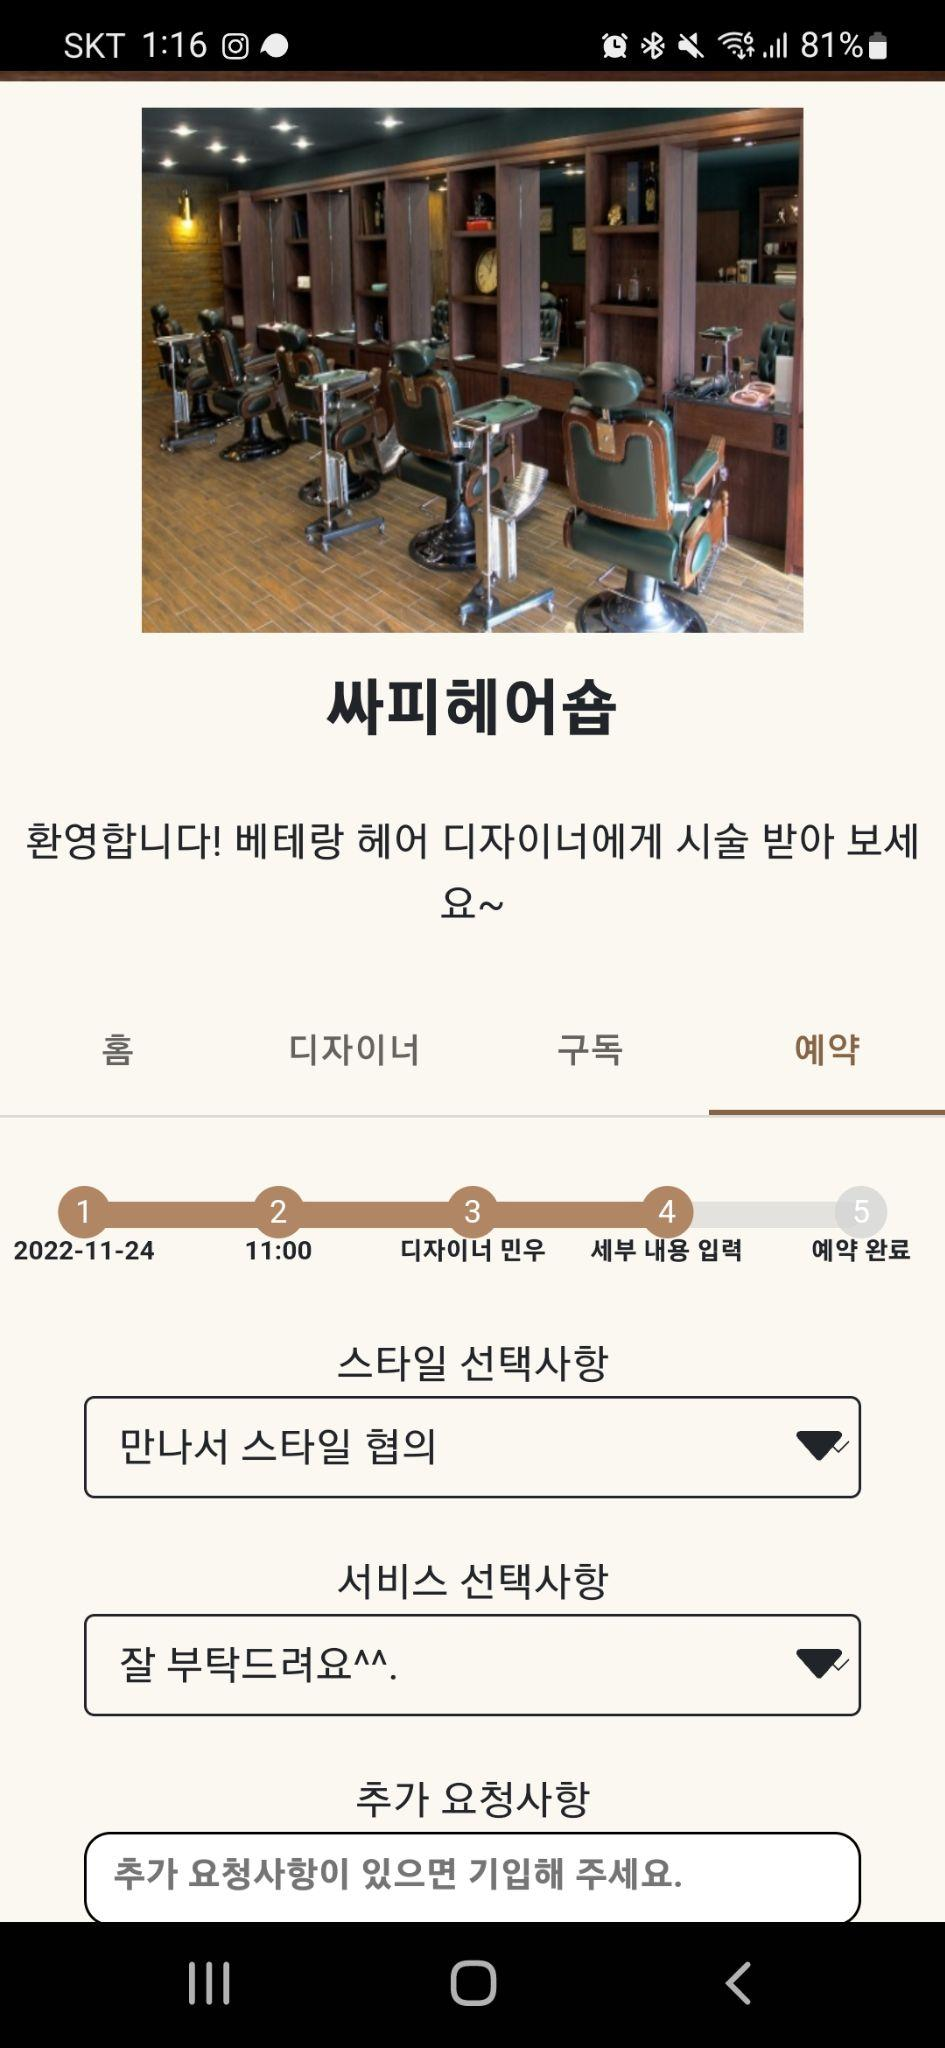 SKT 1:16 81%
싸피헤어숍
환영합니다! 베테랑 헤어 디자이너에게 시술 받아 보세
요~
홈 디자이너 구독 예약
1 2 3 4 5
2022-11-24 11:00 디자이너 민우 세부 내용 입력 예약 완료
스타일 선택사항
만나서 스타일 협의
서비스 선택사항
잘 부탁드려요^^.
추가 요청사항
추가 요청사항이 있으면 기입해 주세요.